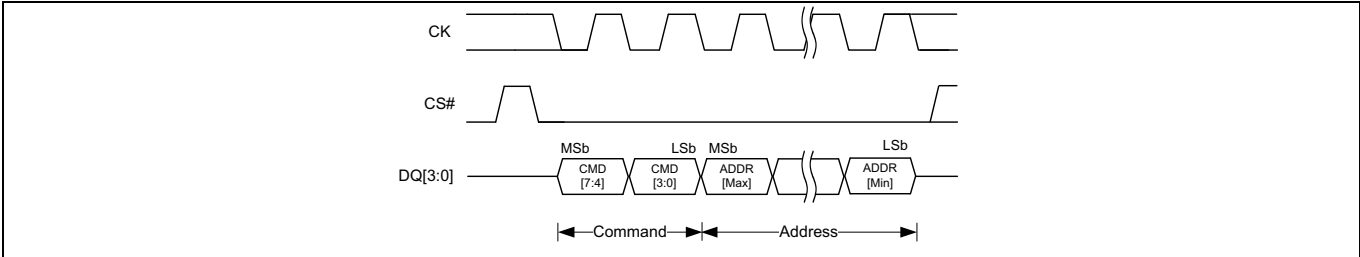 CK
CS#
MSb LSb MSb LSb
DQ[3:0] CMD CMD ADDR ADDR
[7:4] [3:0] [Max] [Min]
Command Address